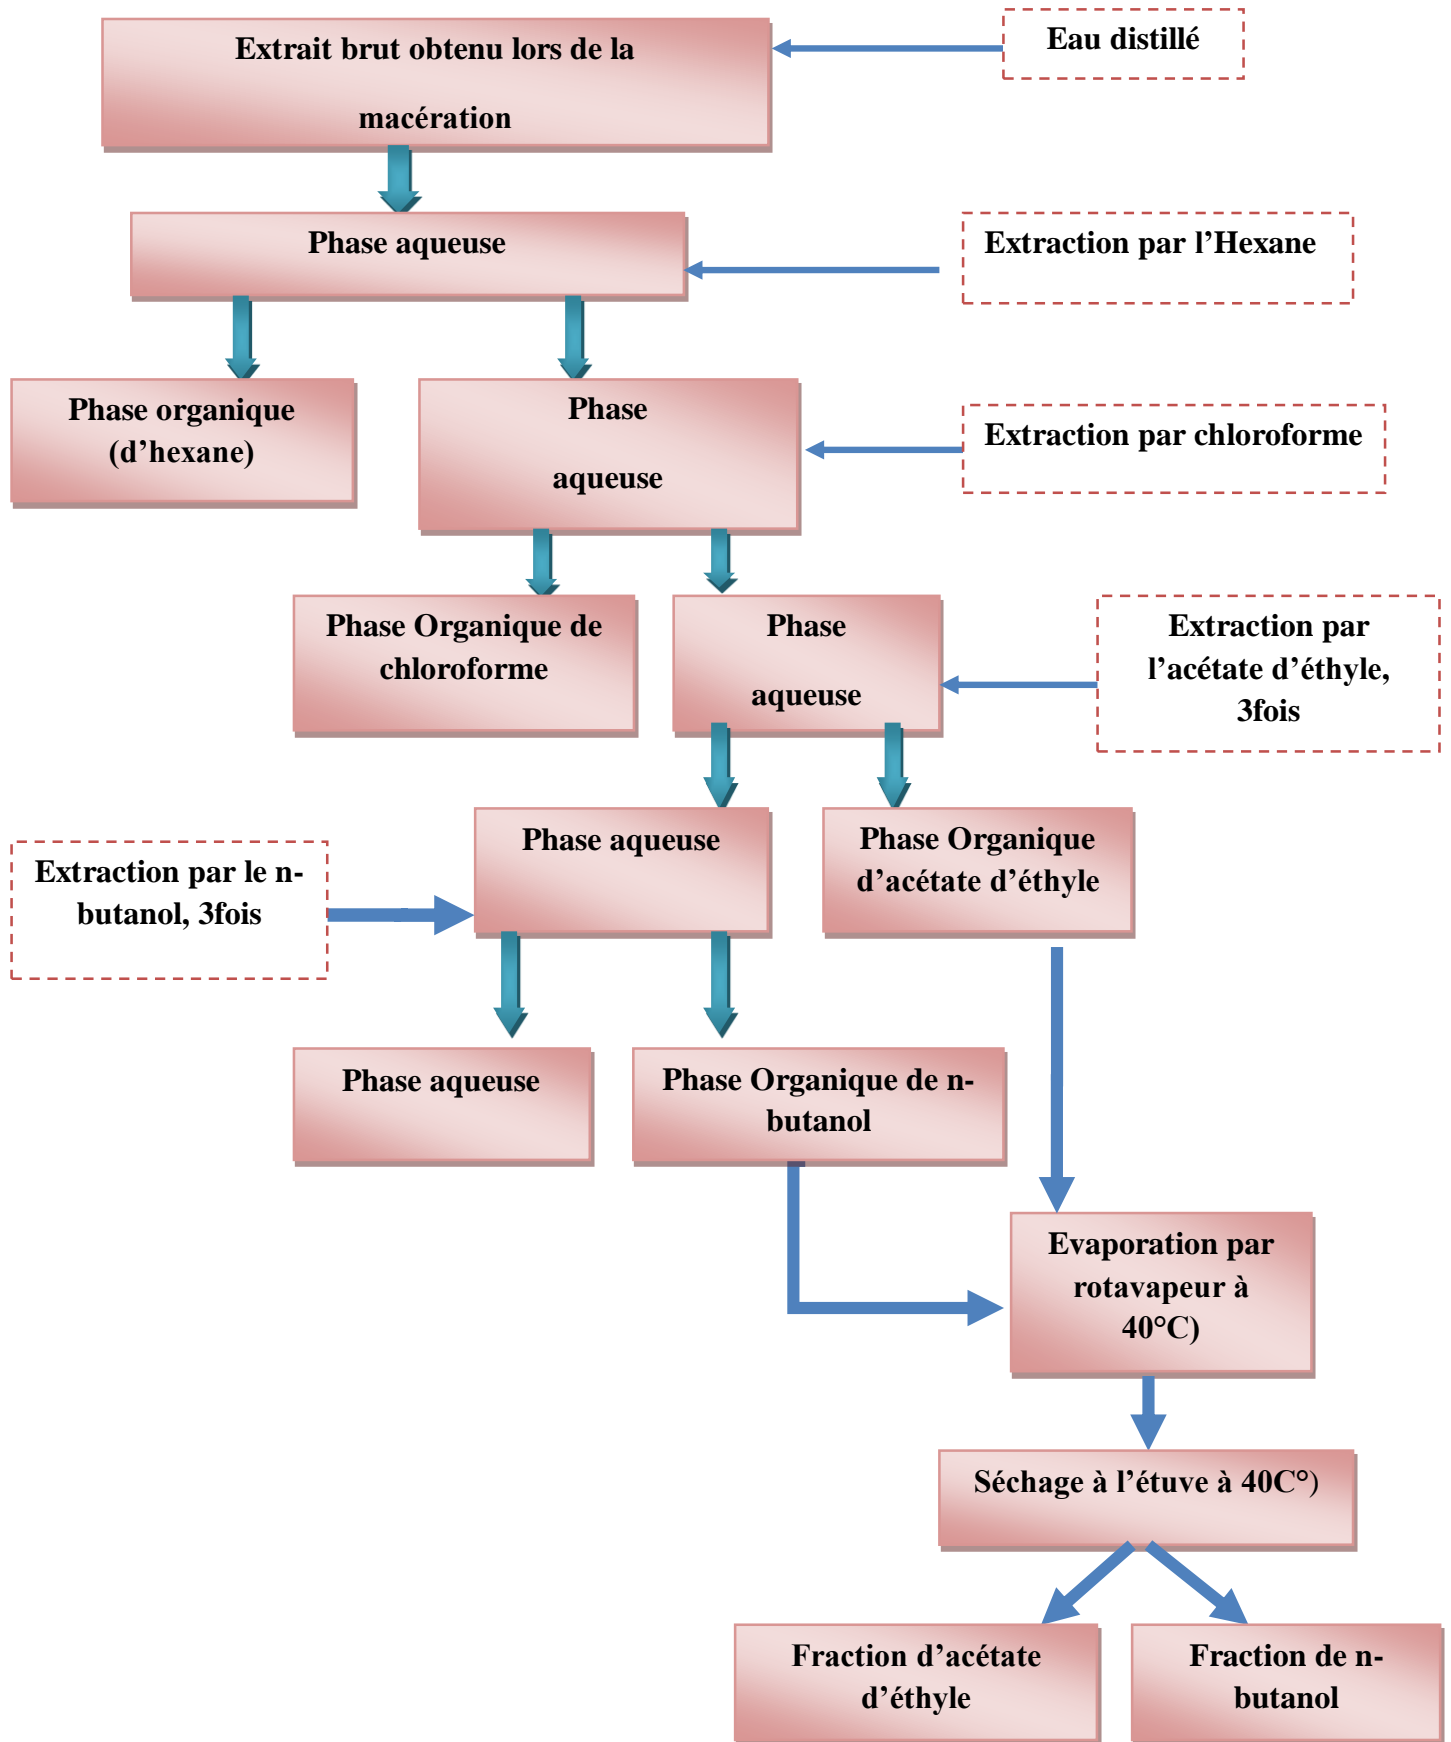 Extrait brut obtenu lors de la
macération
Eau distillé
Phase aqueuse
Extraction par l’Hexane
Phase organique
(d’hexane)
Phase
aqueuse
Extraction par chloroforme
Phase Organique de
chloroforme
Phase
aqueuse
Extraction par
l’acétate d’éthyle,
3fois
Extraction par le n-
butanol, 3fois
Phase aqueuse
Phase Organique
d’acétate d’éthyle
Phase aqueuse
Phase Organique de n-
butanol
Evaporation par
rotavapeur à
40°C)
Séchage à l’étuve à 40C°)
Fraction d’acétate
d’éthyle
Fraction de n-
butanol